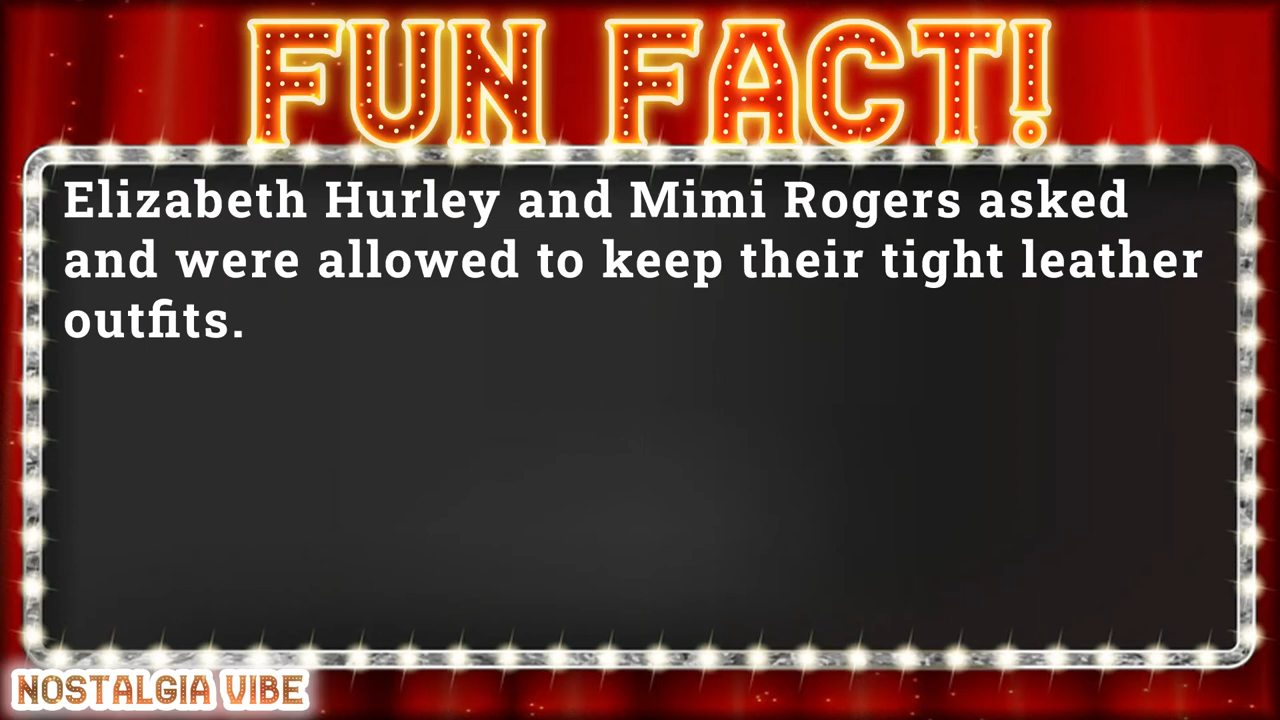 FUN FACT!
Elizabeth Hurley and Mimi Rogers asked
and were allowed to keep their tight leather
outfits.
NOSTALGIA VIBE